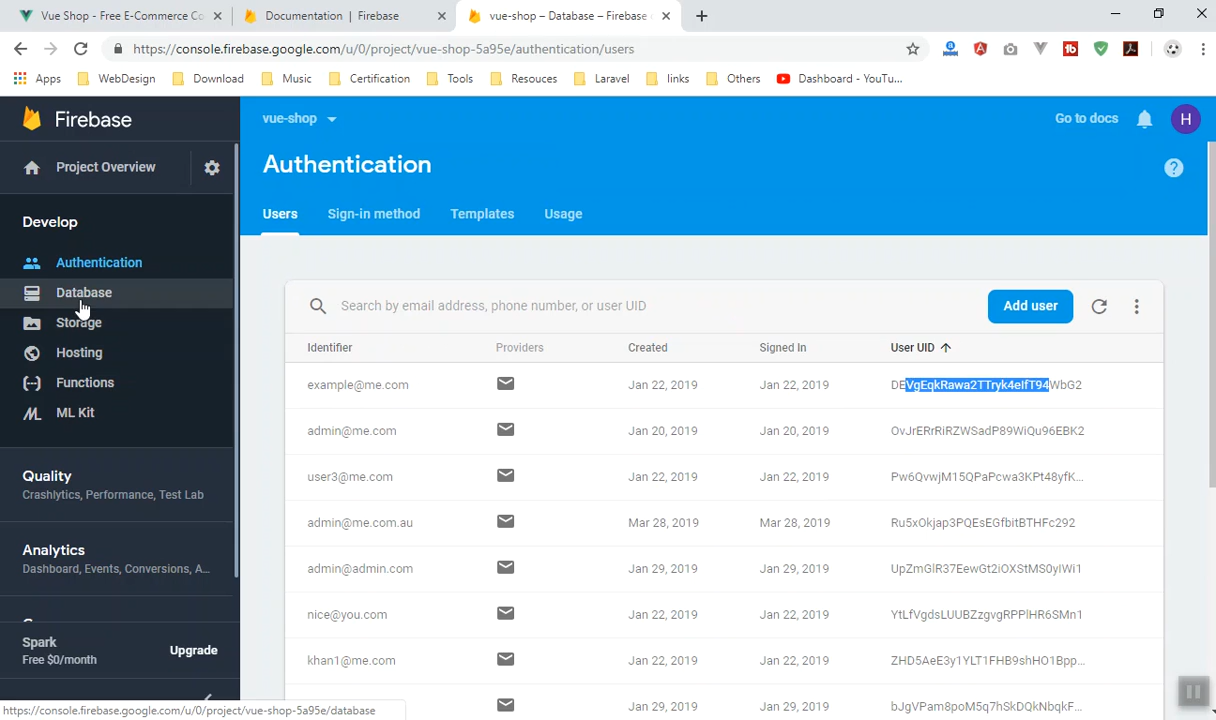 Vue Shop - Free E-Commerce Co
Documentation | Firebase
vue-shop – Database – Firebase
https://console.firebase.google.com/u/0/project/vue-shop-5a95e/authentication/users
Apps
WebDesign
Download
Music
Certification
Tools
Resouces
Laravel
links
Others
Dashboard - YouTu...
Firebase
vue-shop
Go to docs
H
Project Overview
Authentication
Develop
Users
Sign-in method
Templates
Usage
Authentication
Database
Storage
Hosting
Functions
ML Kit
Search by email address, phone number, or user UID
Add user
Identifier
Providers
Created
Signed In
User UID
example@me.com
Jan 22, 2019
Jan 22, 2019
DEVgEqkRawa2TTryk4eIfT94WbG2
admin@me.com
Jan 20, 2019
Jan 20, 2019
OvJrERrRiRZWSadP89WiQu96EBK2
user3@me.com
Jan 22, 2019
Jan 22, 2019
Pw6QvwjM15QPaPcwa3KPt48yfK...
admin@me.com.au
Mar 28, 2019
Mar 28, 2019
Ru5xOkjap3PQEsEGfbitBTHFc292
admin@admin.com
Jan 29, 2019
Jan 29, 2019
UpZmGlR37EewGt2iOXStMS0yIWi1
nice@you.com
Jan 22, 2019
Jan 22, 2019
YtLfVgdsLUUBZzgvgRPPlHR6SMn1
khan1@me.com
Jan 22, 2019
Jan 22, 2019
ZHD5AeE3y1YLT1FHB9shHO1Bpp...
Jan 29, 2019
Jan 29, 2019
bJgVPam8poM5q7hSkDQkNbqkF...
Quality
Crashlytics, Performance, Test Lab
Analytics
Dashboard, Events, Conversions, A...
Spark
Free $0/month
Upgrade
https://console.firebase.google.com/u/0/project/vue-shop-5a95e/database